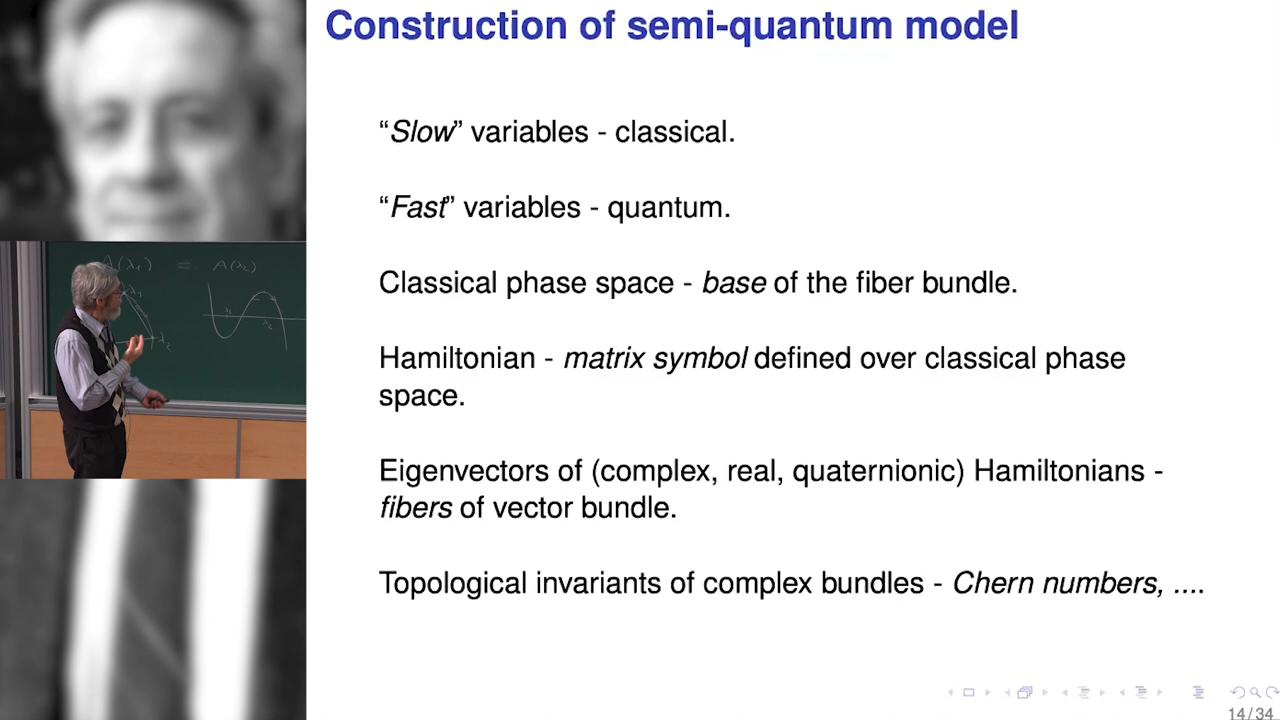 Construction of semi-quantum model
“Slow” variables - classical.
“Fast” variables - quantum.
Classical phase space - base of the fiber bundle.
Hamiltonian - matrix symbol defined over classical phase
space.
Eigenvectors of (complex, real, quaternionic) Hamiltonians -
fibers of vector bundle.
Topological invariants of complex bundles - Chern numbers, ....
14/34
A(λ₁) = A(λ₂)